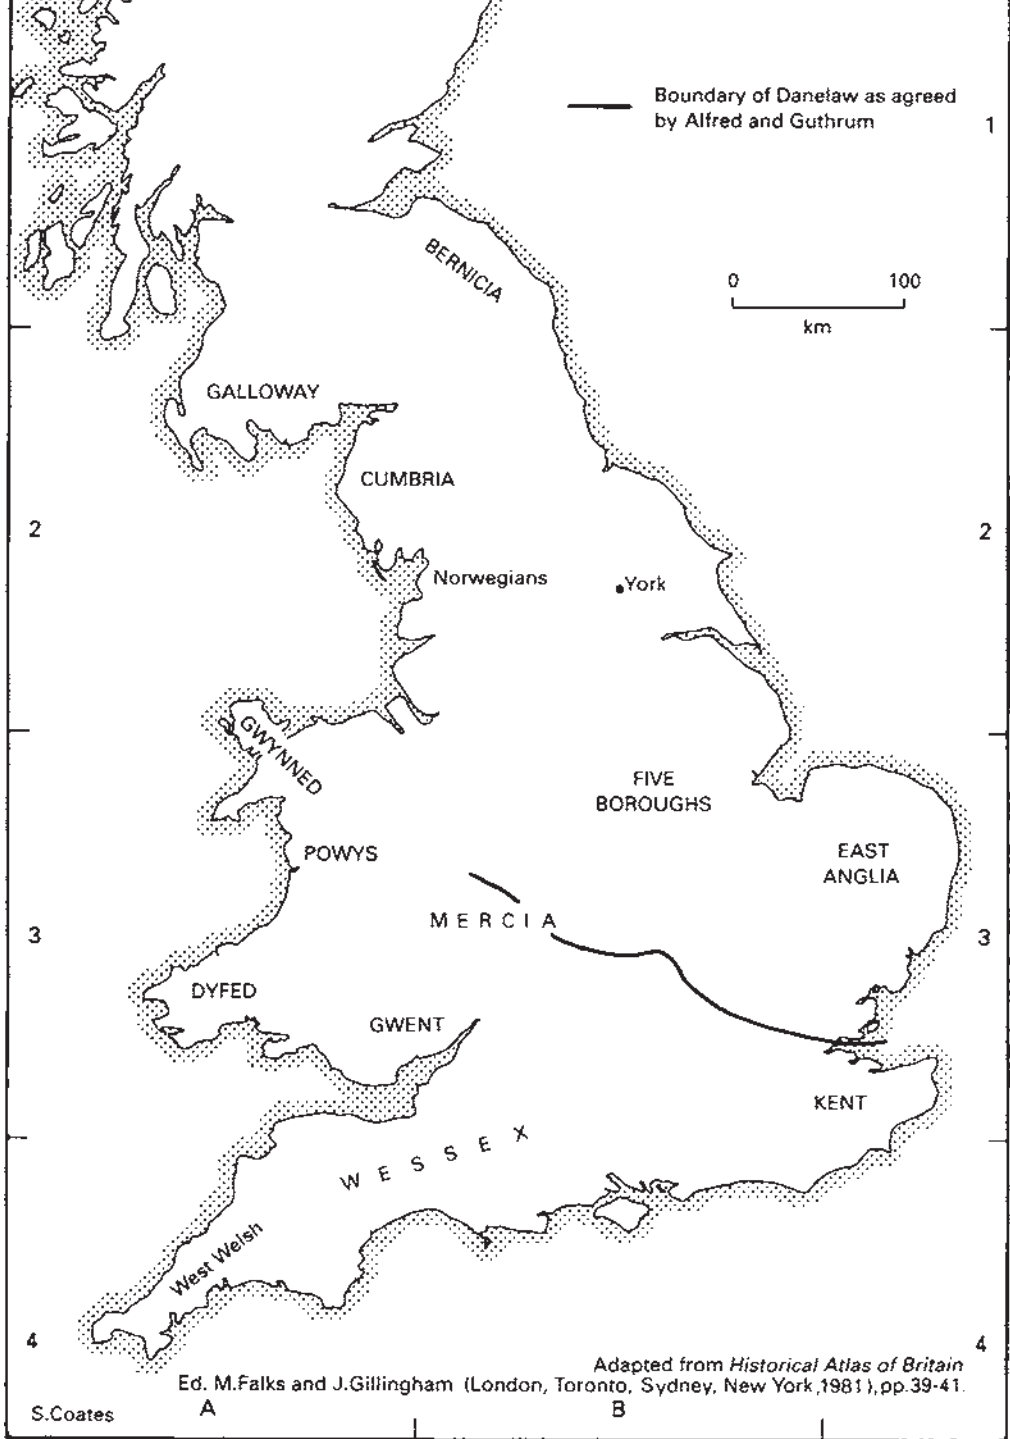 Boundary of Danelaw as agreed
by Alfred and Guthrum
1
BERNICIA
0 100
km
GALLOWAY
CUMBRIA
2
2
Norwegians
York
GWYNNED
FIVE
BOROUGHS
POWYS
EAST
ANGLIA
MERCIA
3
3
DYFED
GWENT
KENT
WESSEX
West Welsh
4
4
Adapted from Historical Atlas of Britain
Ed. M.Falks and J.Gillingham (London, Toronto, Sydney, New York,1981),pp.39-41.
S.Coates
A
B